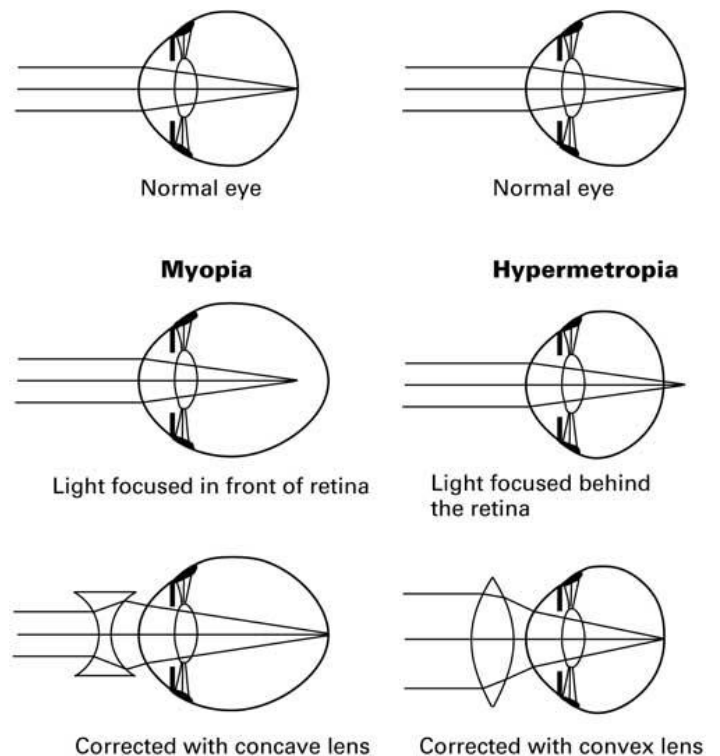 Normal eye
Normal eye
Myopia
Hypermetropia
Light focused in front of retina
Light focused behind
the retina
Corrected with concave lens
Corrected with convex lens